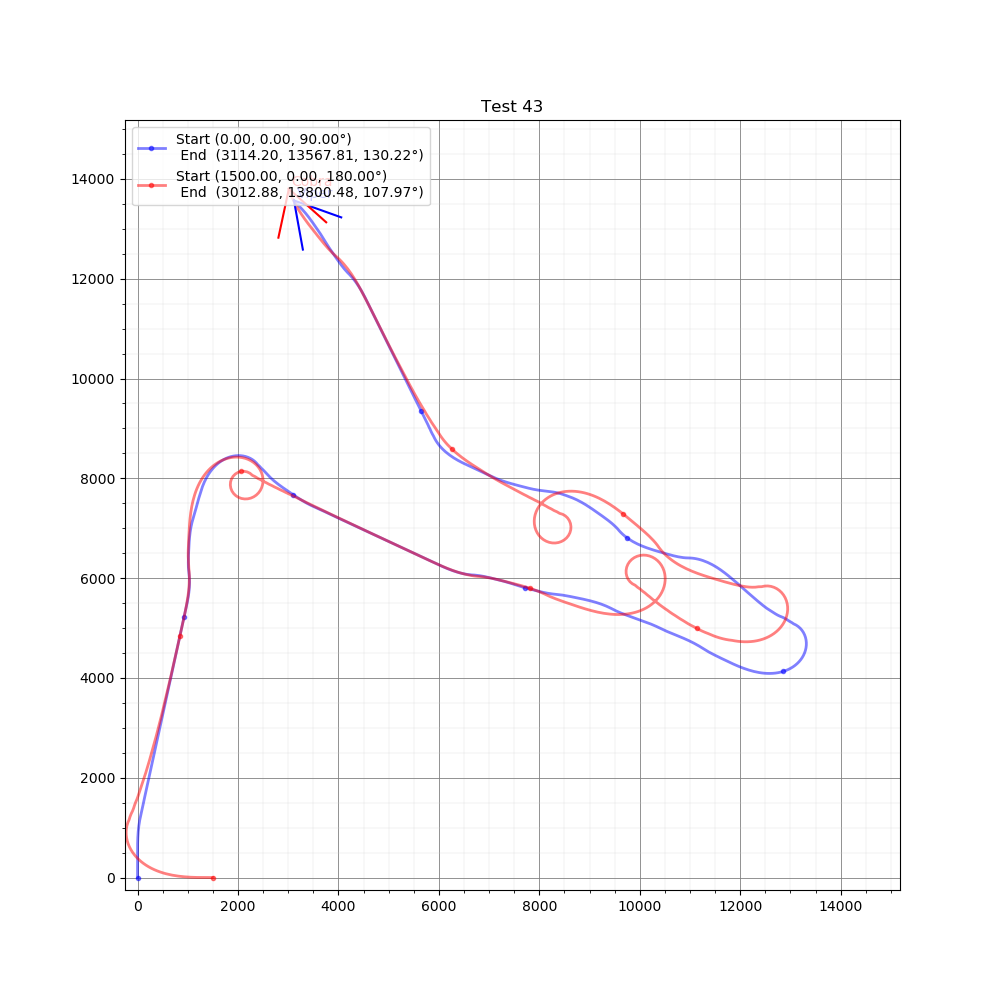 Test 43
Start (0.00, 0.00, 90.00°)
End (3114.20, 13567.81, 130.22°)
Start (1500.00, 0.00, 180.00°)
End (3012.88, 13800.48, 107.97°)
14000
12000
10000
8000
6000
4000
2000
0
0 2000 4000 6000 8000 10000 12000 14000